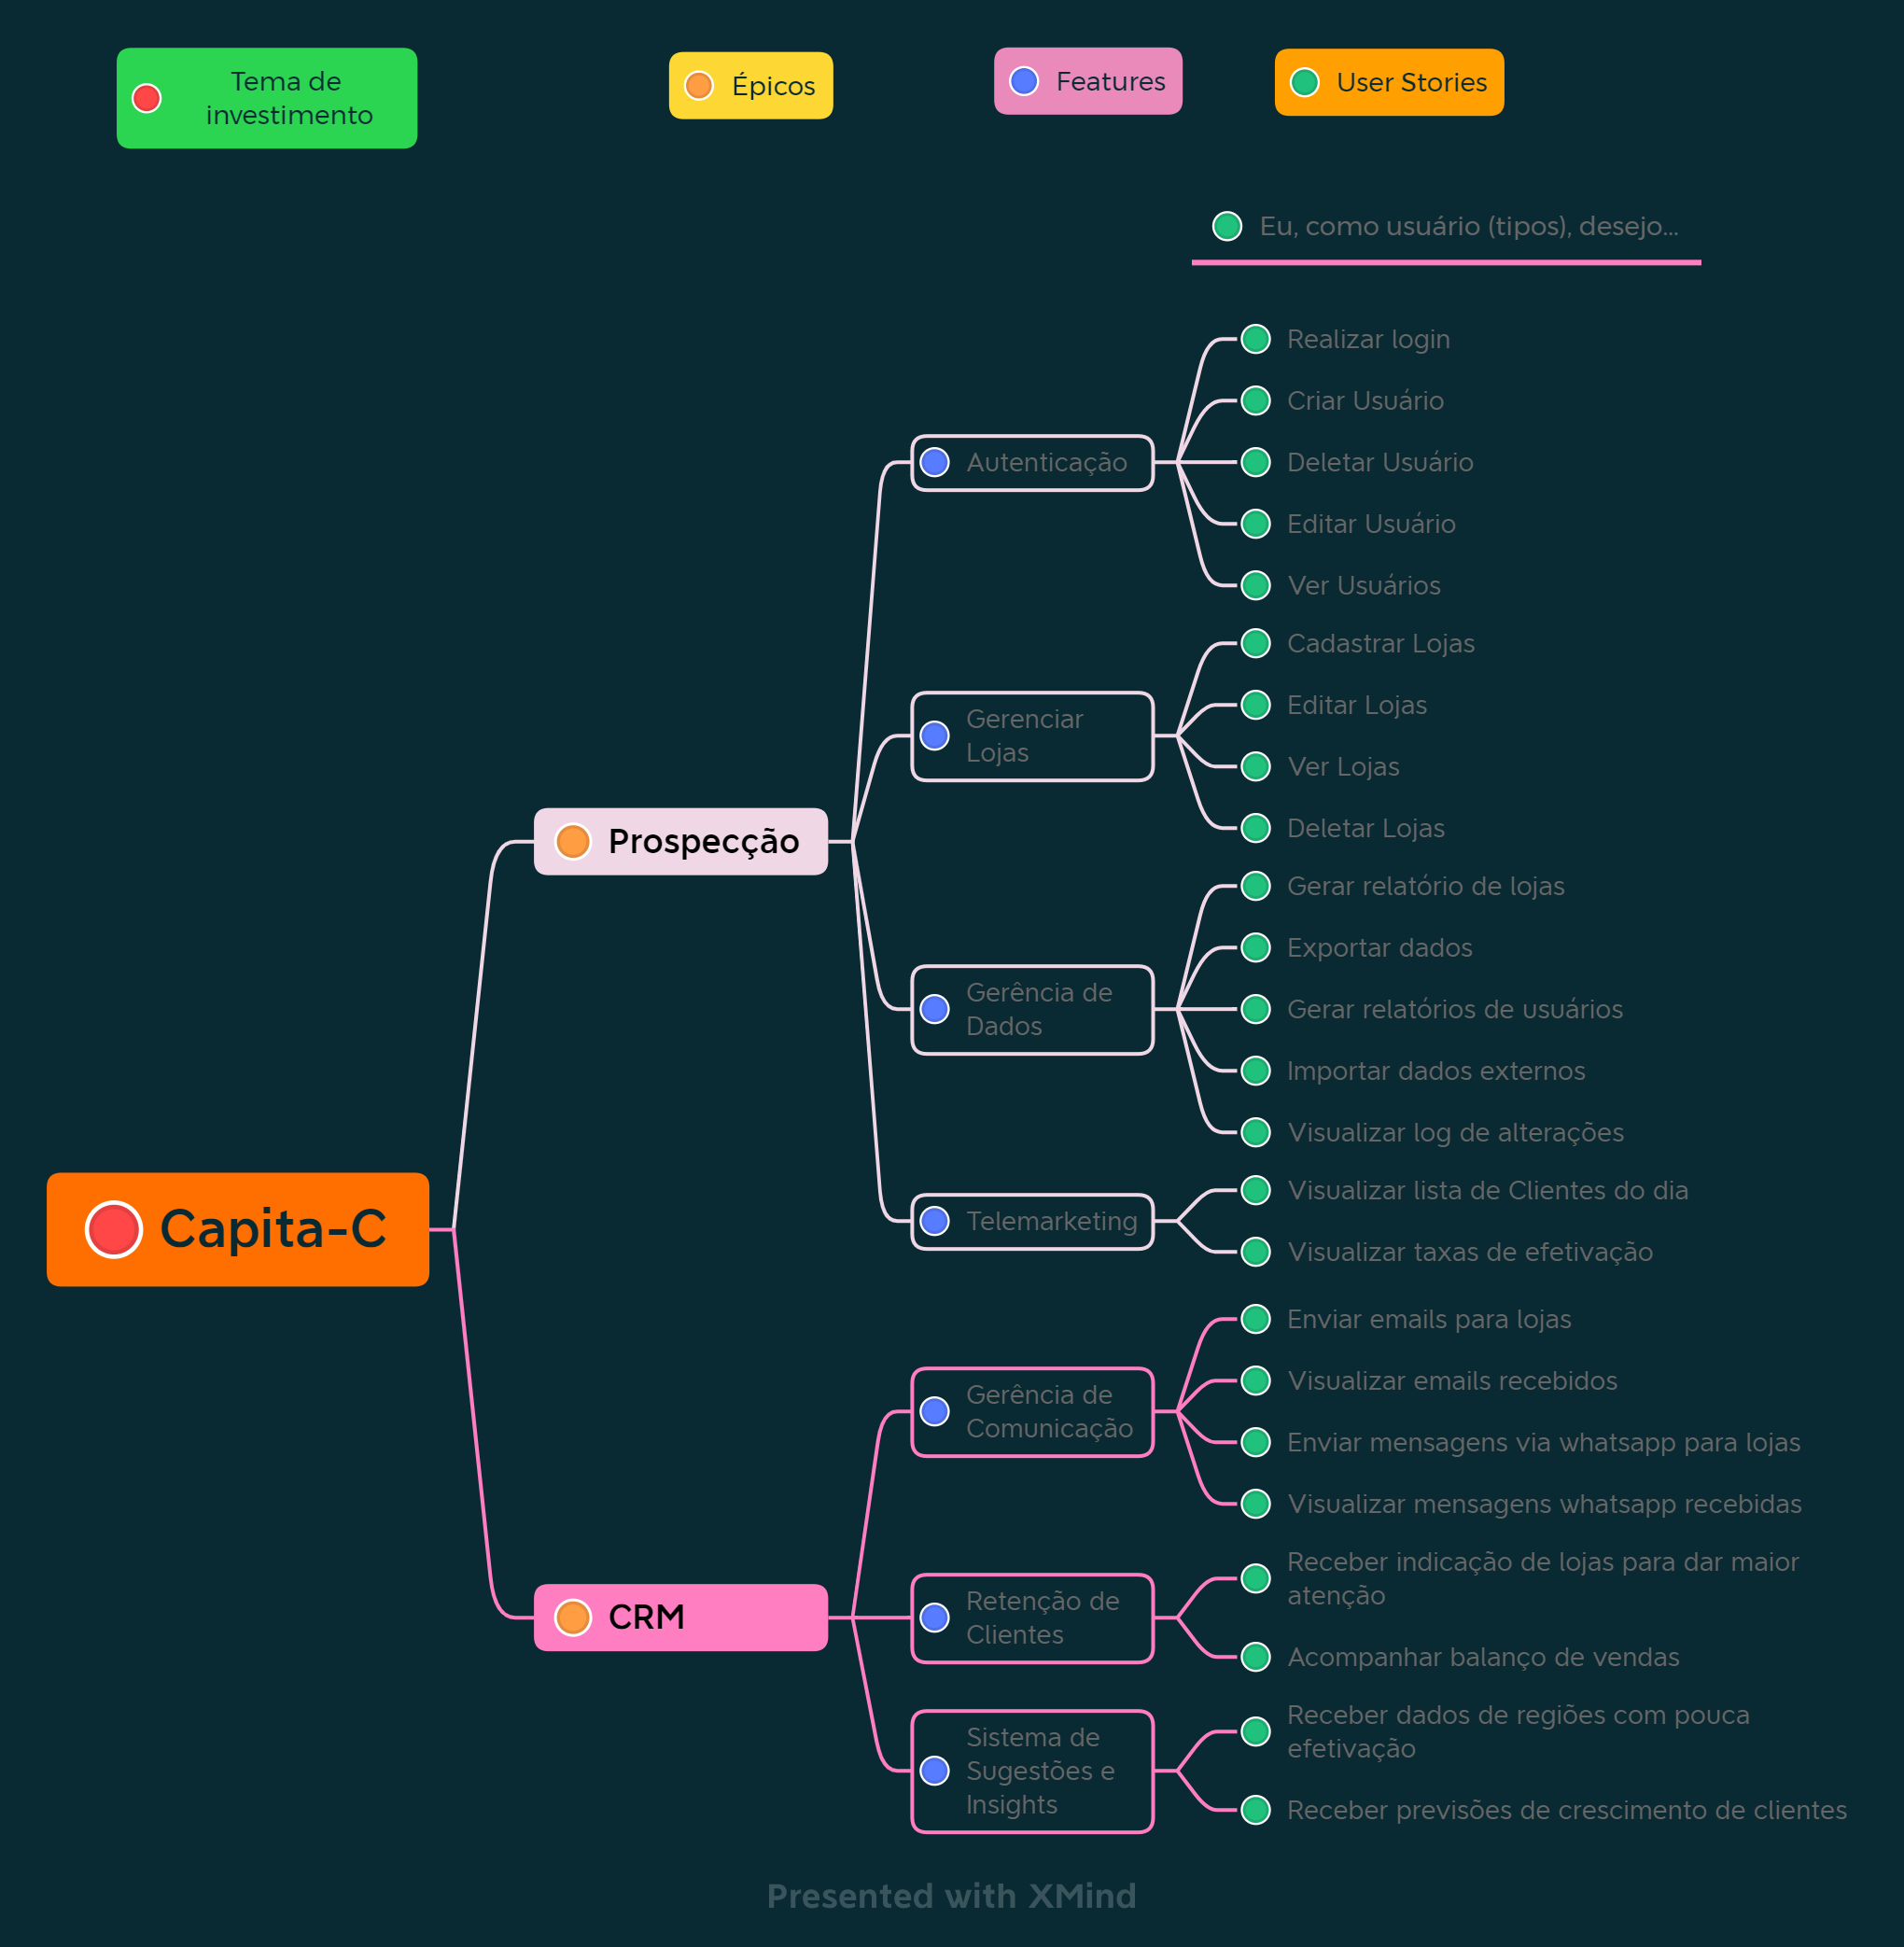 Tema de
investimento
Épicos
Features
User Stories
Eu, como usuário (tipos), desejo...
Realizar login
Criar Usuário
Autenticação
Deletar Usuário
Editar Usuário
Ver Usuários
Cadastrar Lojas
Editar Lojas
Gerenciar
Lojas
Ver Lojas
Deletar Lojas
Prospecção
Gerar relatório de lojas
Exportar dados
Gerência de
Dados
Gerar relatórios de usuários
Importar dados externos
Visualizar log de alterações
Visualizar lista de Clientes do dia
Telemarketing
Visualizar taxas de efetivação
Capita-C
Enviar emails para lojas
Visualizar emails recebidos
Gerência de
Comunicação
Enviar mensagens via whatsapp para lojas
Visualizar mensagens whatsapp recebidas
Receber indicação de lojas para dar maior
atenção
CRM
Retenção de
Clientes
Acompanhar balanço de vendas
Receber dados de regiões com pouca
efetivação
Sistema de
Sugestões e
Insights
Receber previsões de crescimento de clientes
Presented with XMind